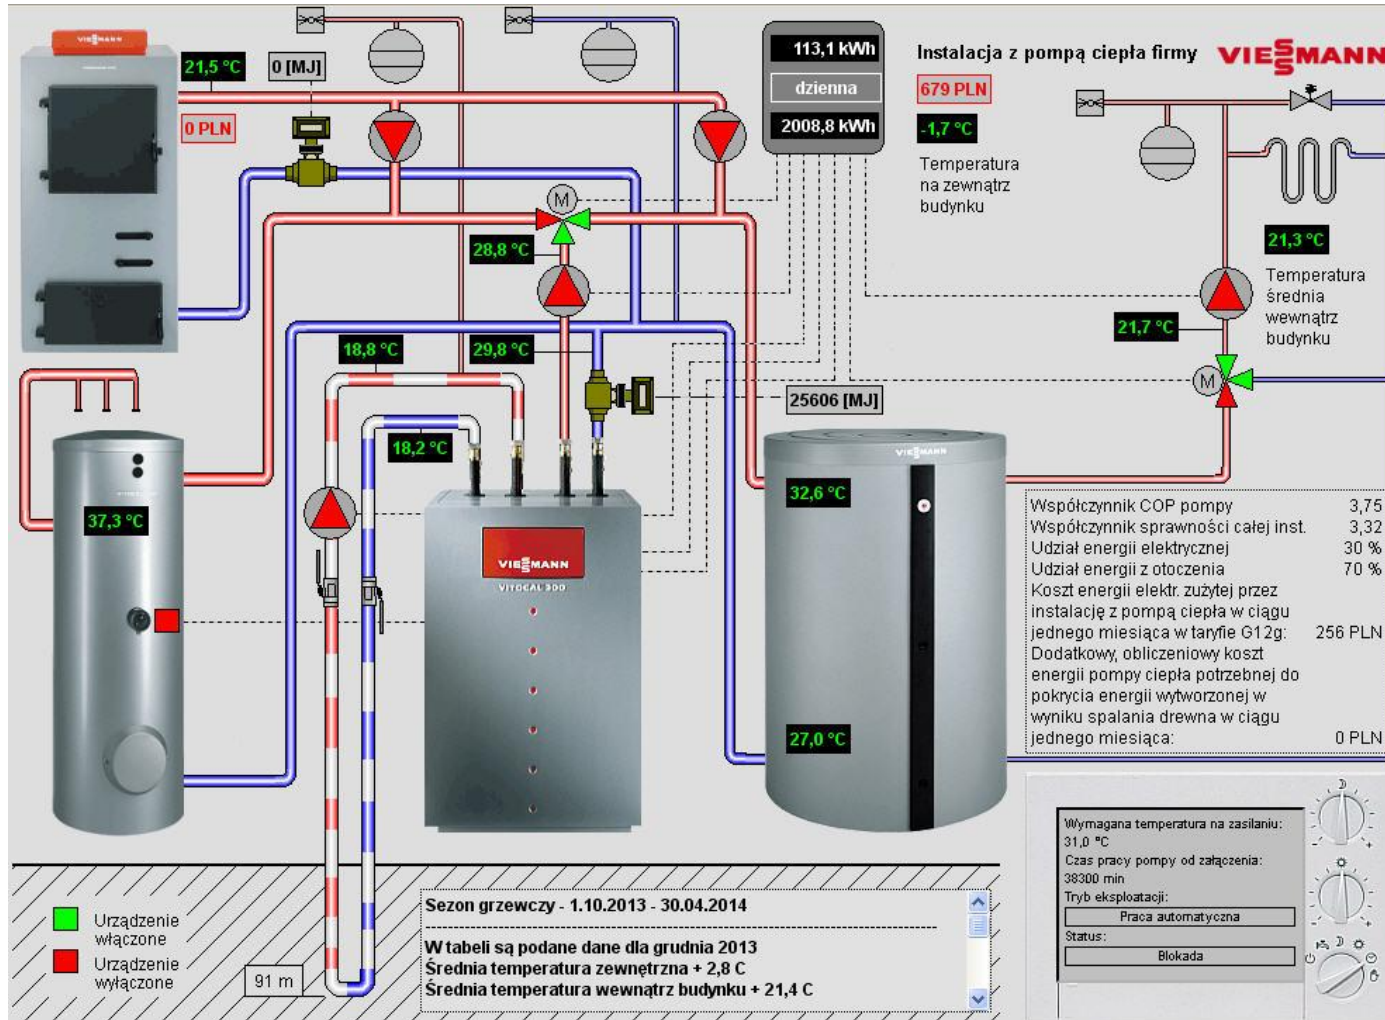 VIESSMANN
21,5 °C
0 [MJ]
0 PLN
113,1 kWh
dzienna
2008,8 kWh
Instalacja z pompą ciepła firmy VIESSMANN
679 PLN
-1,7 °C
Temperatura
na zewnątrz
budynku
M
28,8 °C
21,3 °C
Temperatura
średnia
wewnątrz
budynku
21,7 °C
M
18,8 °C
29,8 °C
25606 [MJ]
18,2 °C
37,3 °C
VIESSMANN
VITOCAL 300
VIESSMANN
32,6 °C
27,0 °C
Współczynnik COP pompy 3,75
Współczynnik sprawności całej inst. 3,32
Udział energii elektrycznej 30 %
Udział energii z otoczenia 70 %
Koszt energii elektr. zużytej przez
instalację z pompą ciepła w ciągu
jednego miesiąca w taryfie G12g: 256 PLN
Dodatkowy, obliczeniowy koszt
energii pompy ciepła potrzebnej do
pokrycia energii wytworzonej w
wyniku spalania drewna w ciągu
jednego miesiąca: 0 PLN
Wymagana temperatura na zasilaniu:
31,0 °C
Czas pracy pompy od załączenia:
38300 min
Tryb eksploatacji:
Praca automatyczna
Status:
Blokada
Urządzenie
włączone
Urządzenie
wyłączone
91 m
Sezon grzewczy - 1.10.2013 - 30.04.2014
W tabeli są podane dane dla grudnia 2013
Średnia temperatura zewnętrzna + 2,8 C
Średnia temperatura wewnątrz budynku + 21,4 C